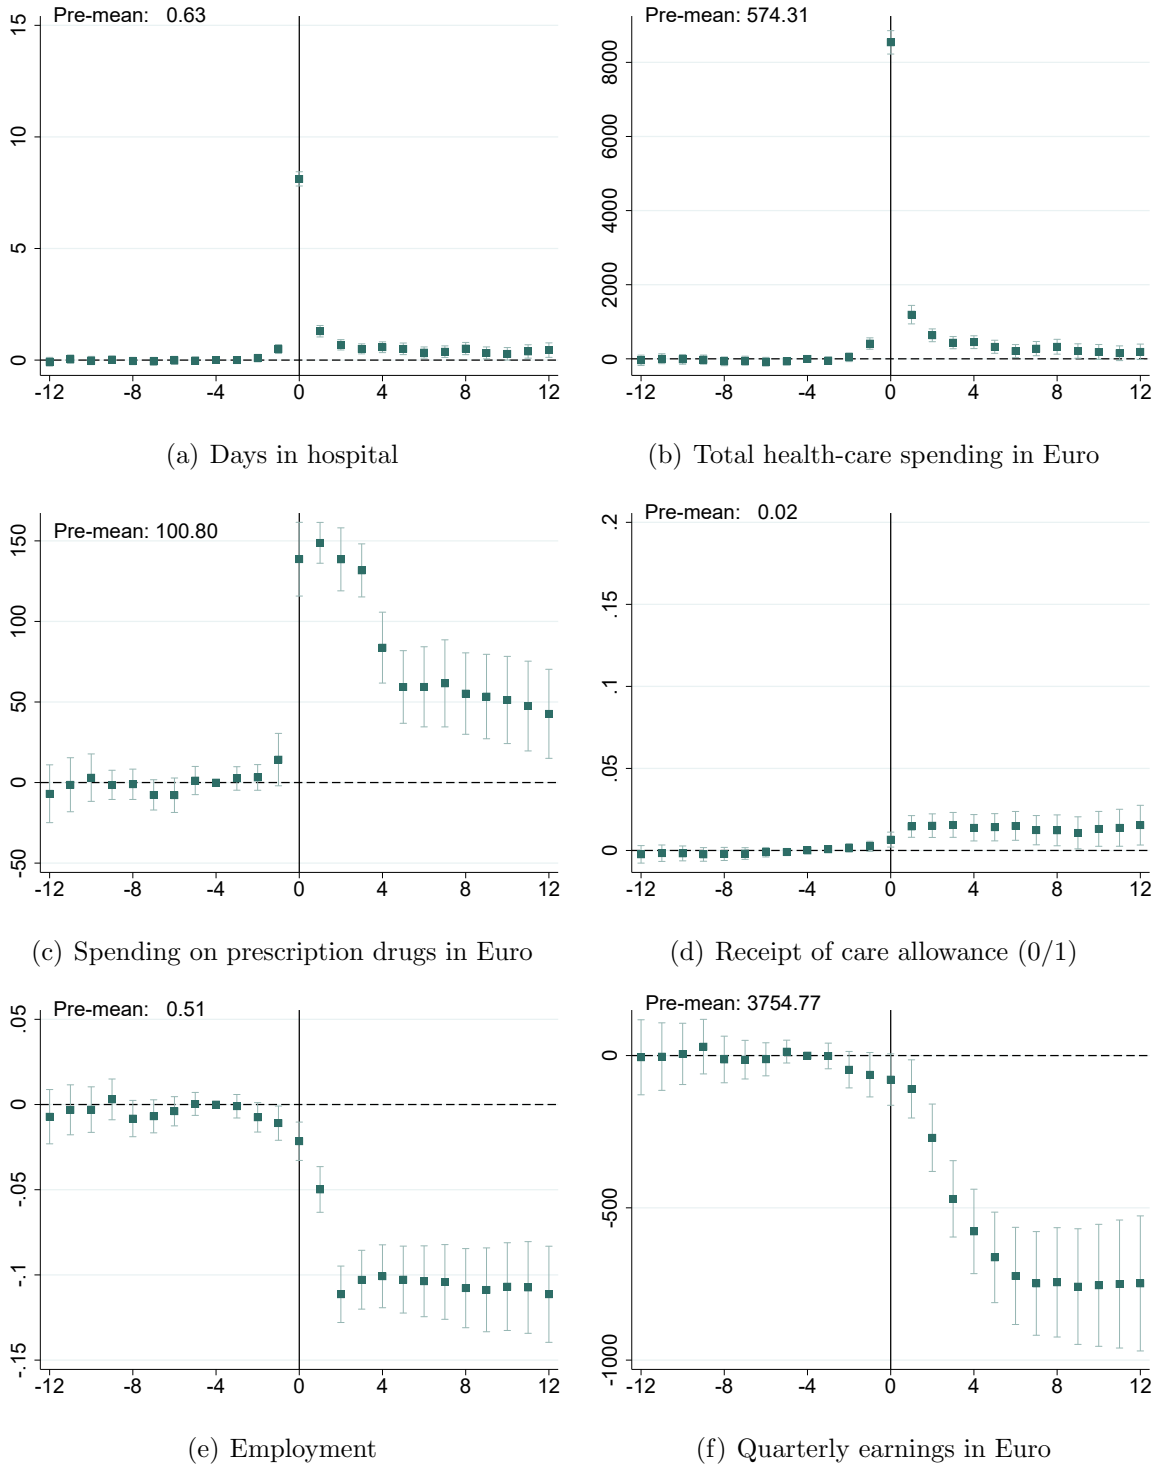 Pre-mean: 0.63
15
10
5
0
-12 -8 -4 0 4 8 12
(a) Days in hospital
Pre-mean: 574.31
8000
6000
4000
2000
0
-12 -8 -4 0 4 8 12
(b) Total health-care spending in Euro
Pre-mean: 100.80
150
100
50
0
-50
-12 -8 -4 0 4 8 12
(c) Spending on prescription drugs in Euro
Pre-mean: 0.02
.2
.15
.1
.05
0
-12 -8 -4 0 4 8 12
(d) Receipt of care allowance (0/1)
Pre-mean: 0.51
.05
0
-.05
-.1
-.15
-12 -8 -4 0 4 8 12
(e) Employment
Pre-mean: 3754.77
0
-500
-1000
-12 -8 -4 0 4 8 12
(f) Quarterly earnings in Euro